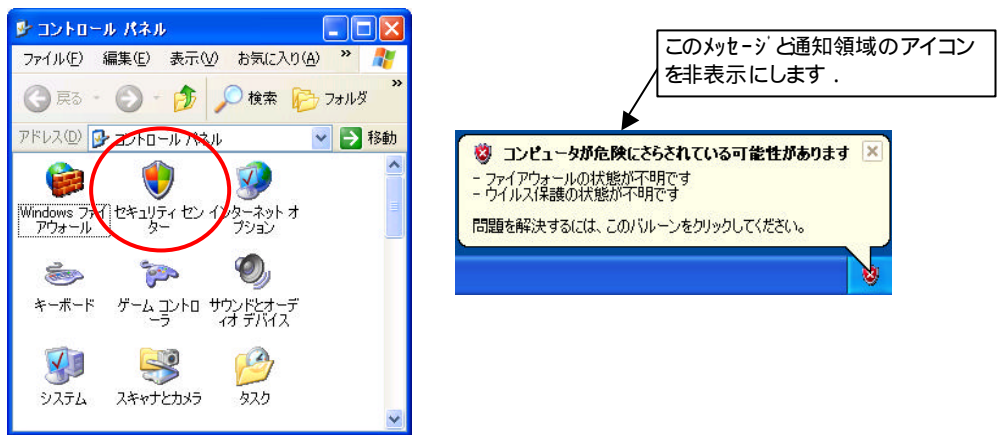 コントロール パネル
ファイル(F) 編集(E) 表示(V) お気に入り(A) »
戻る 検索 フォルダ »
アドレス(D) コントロール パネル 移動
Windows ファイ
アウォール
セキュリティ セン
ター
インターネット オ
プション
キーボード
ゲーム コントロ
ーラ
サウンドとオーデ
ィオ デバイス
システム
スキャナとカメラ
タスク
このメッセージと通知領域のアイコン
を非表示にします.
コンピュータが危険にさらされている可能性があります
- ファイアウォールの状態が不明です
- ウイルス保護の状態が不明です
問題を解決するには、このバルーンをクリックしてください。